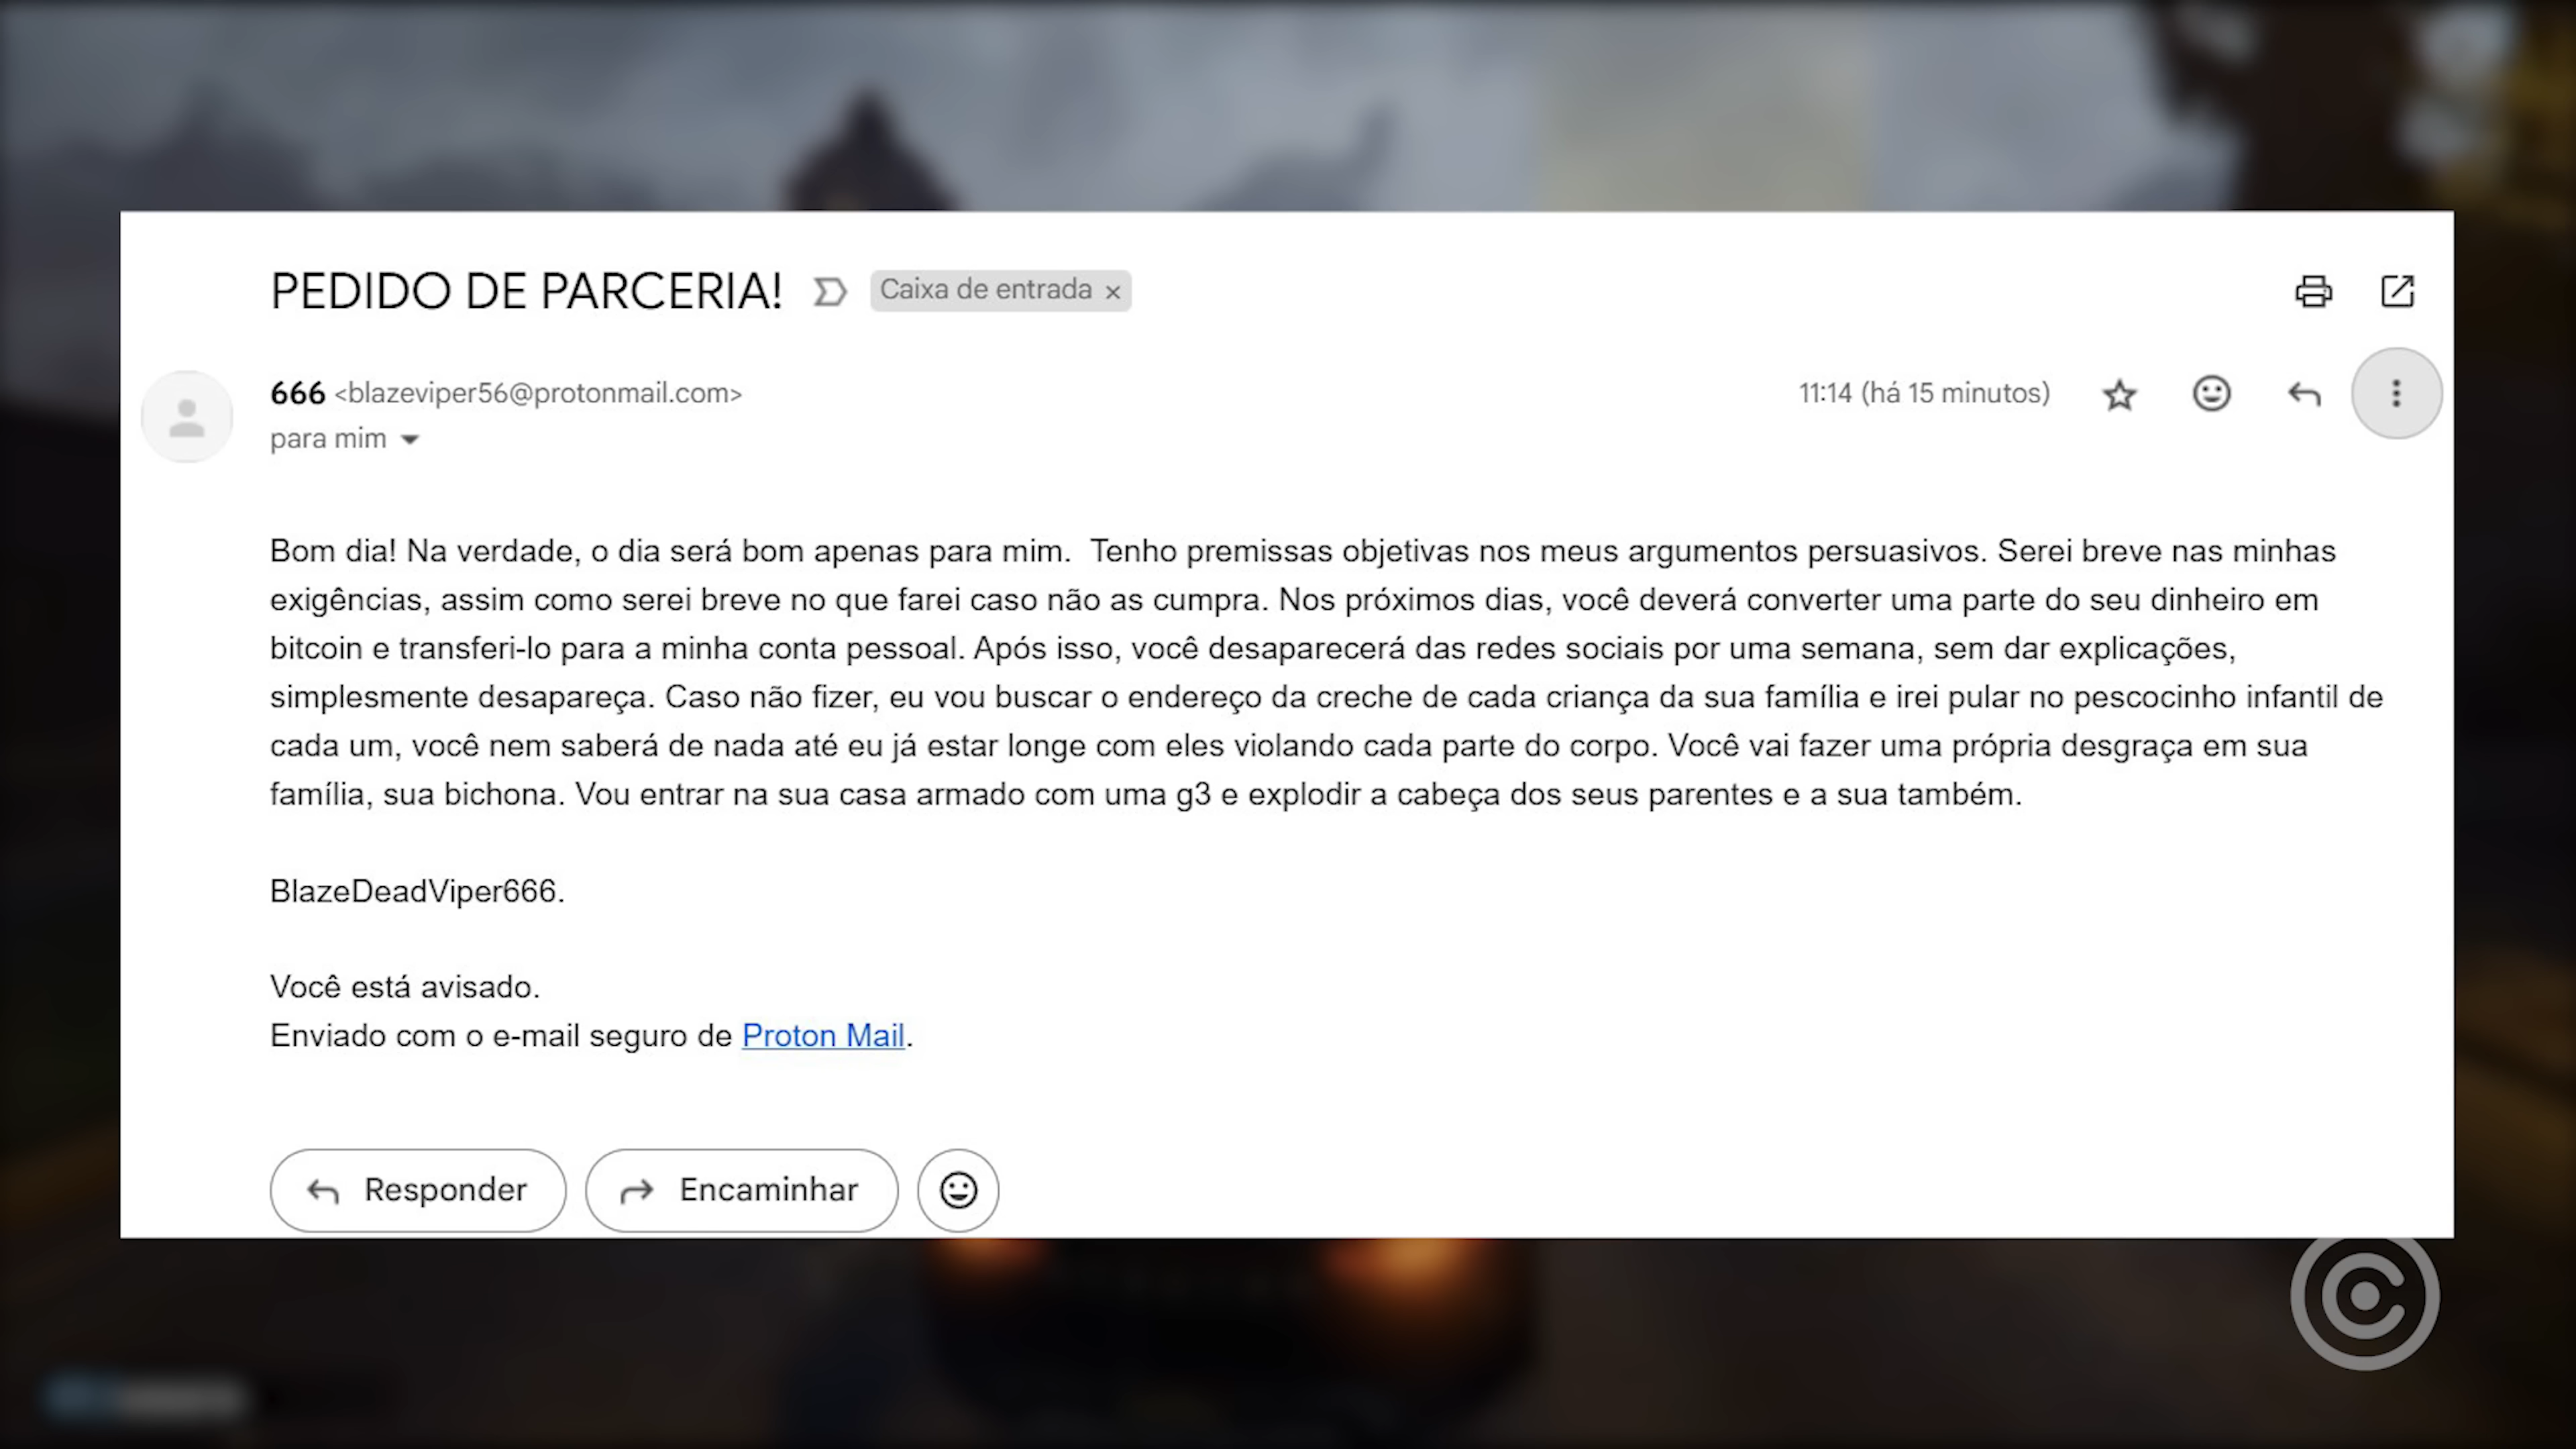 PEDIDO DE PARCERIA! Caixa de entrada x
666 <blazeviper56@protonmail.com> 11:14 (há 15 minutos)
para mim
Bom dia! Na verdade, o dia será bom apenas para mim.  Tenho premissas objetivas nos meus argumentos persuasivos. Serei breve nas minhas
exigências, assim como serei breve no que farei caso não as cumpra. Nos próximos dias, você deverá converter uma parte do seu dinheiro em
bitcoin e transferi-lo para a minha conta pessoal. Após isso, você desaparecerá das redes sociais por uma semana, sem dar explicações,
simplesmente desapareça. Caso não fizer, eu vou buscar o endereço da creche de cada criança da sua família e irei pular no pescocinho infantil de
cada um, você nem saberá de nada até eu já estar longe com eles violando cada parte do corpo. Você vai fazer uma própria desgraça em sua
família, sua bichona. Vou entrar na sua casa armado com uma g3 e explodir a cabeça dos seus parentes e a sua também.
BlazeDeadViper666.
Você está avisado.
Enviado com o e-mail seguro de Proton Mail.
Responder Encaminhar